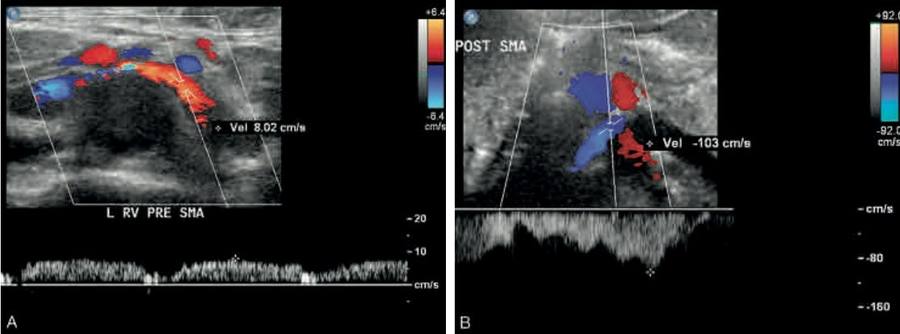 +6.4
-6.4
cm/s
Vel 8.02 cm/s
L RV PRE SMA
20
10
cm/s
A
POST SMA
+92.0
-92.0
cm/s
Vel -103 cm/s
cm/s
-80
-160
B